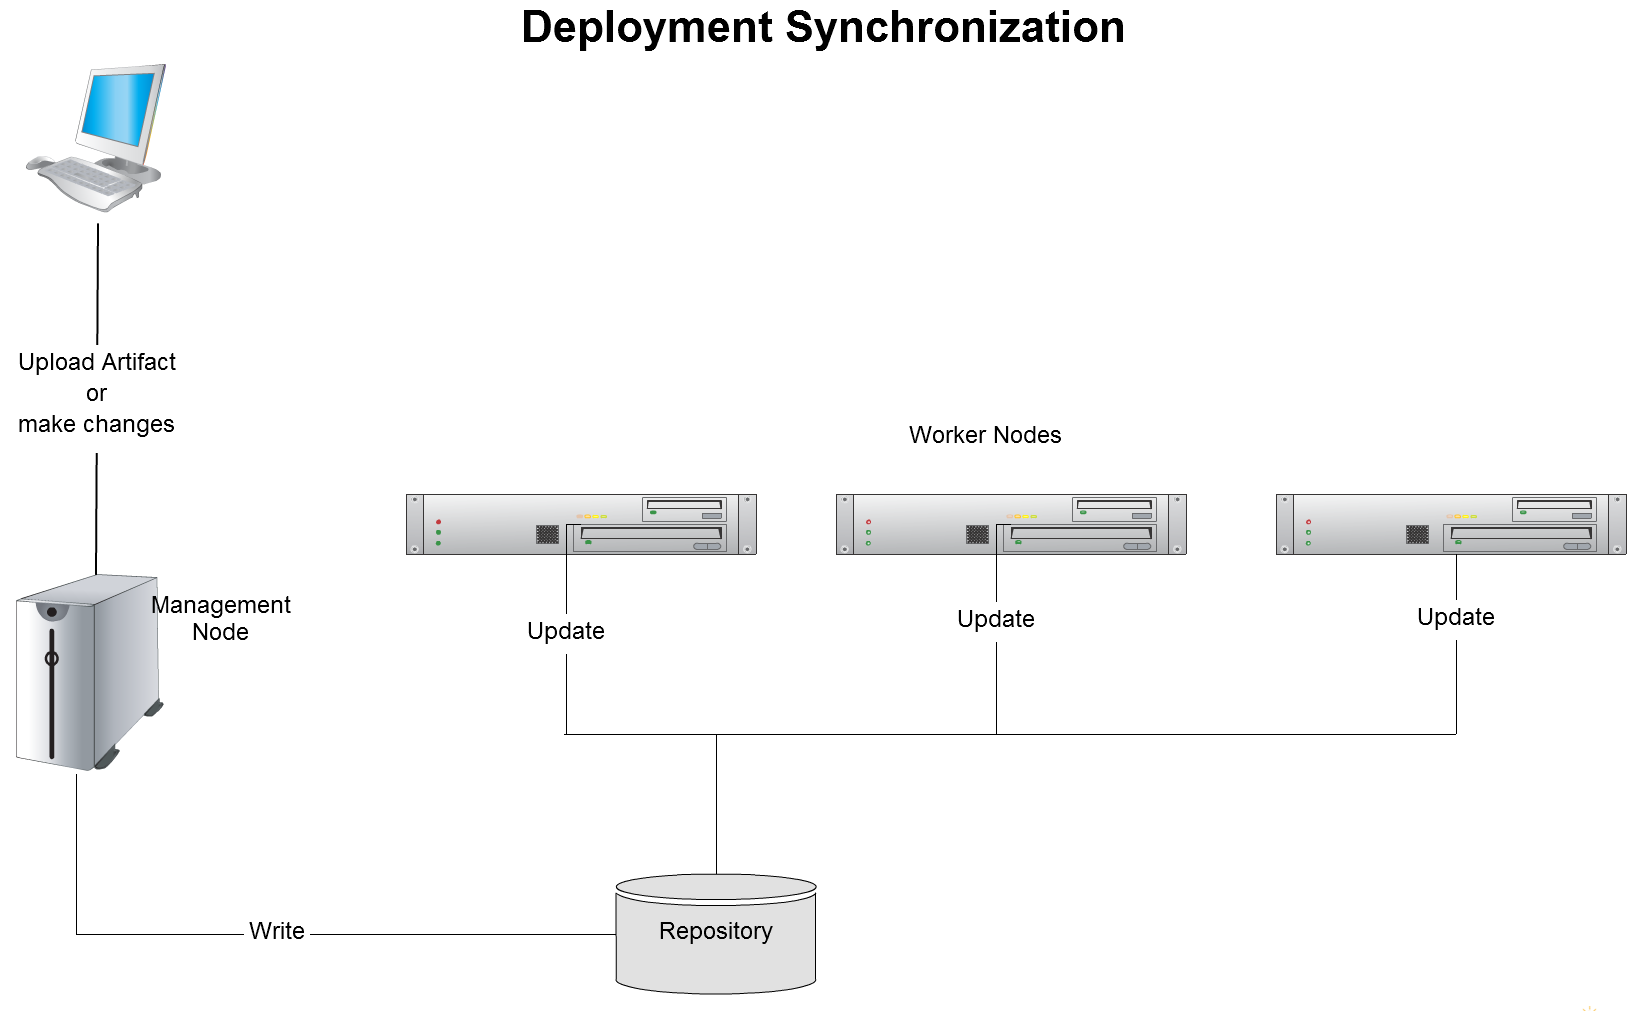 Deployment Synchronization
Upload Artifact
or
make changes
Worker Nodes
Management
Node
Update
Update
Update
Write
Repository